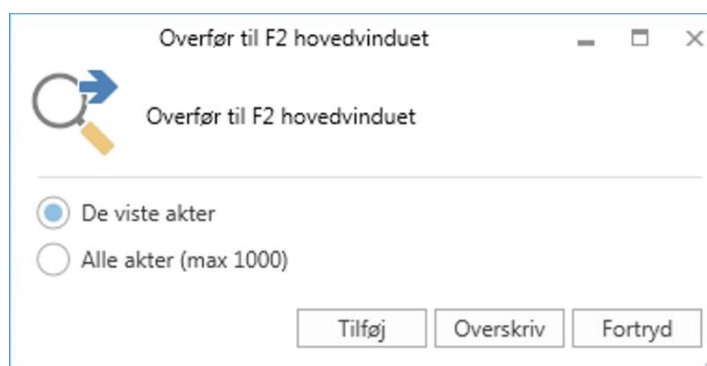 Overfør til F2 hovedvinduet
Overfør til F2 hovedvinduet
De viste akter
Alle akter (max 1000)
Tilføj Overskriv Fortryd